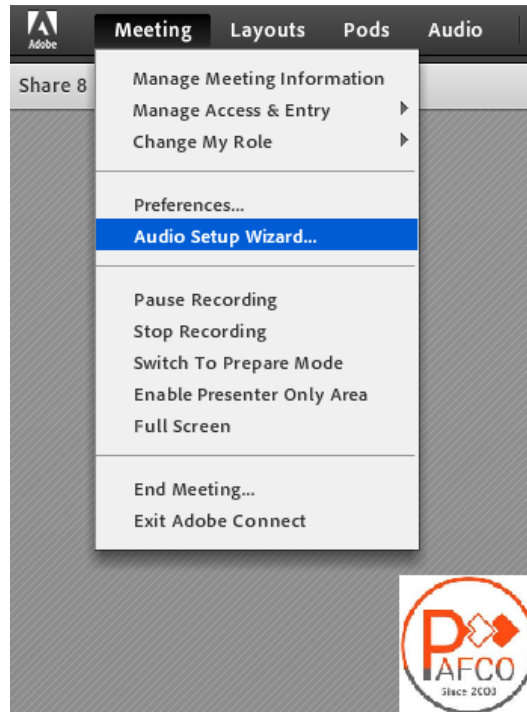 Adobe
Meeting Layouts Pods Audio
Share 8
Manage Meeting Information
Manage Access & Entry
Change My Role
Preferences...
Audio Setup Wizard...
Pause Recording
Stop Recording
Switch To Prepare Mode
Enable Presenter Only Area
Full Screen
End Meeting...
Exit Adobe Connect
PAFCO
Since 2003